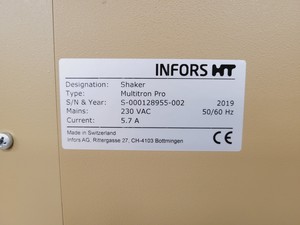 INFORS HT
Designation: Shaker
Type: Multitron Pro
S/N & Year: S-000128955-002 2019
Mains: 230 VAC 50/60 Hz
Current: 5.7 A
Made in Switzerland
Infors AG, Rittergasse 27, CH-4103 Bottmingen